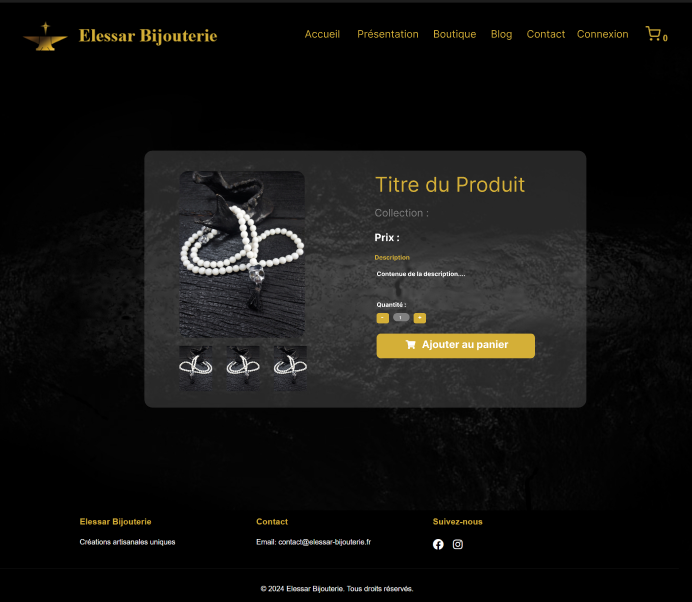 Elessar Bijouterie
Accueil Présentation Boutique Blog Contact Connexion 0
Titre du Produit
Collection :
Prix :
Description
Contenue de la description....
Quantité :
- 1 +
Ajouter au panier
Elessar Bijouterie Contact Suivez-nous
Créations artisanales uniques Email: contact@elessar-bijouterie.fr
© 2024 Elessar Bijouterie. Tous droits réservés.